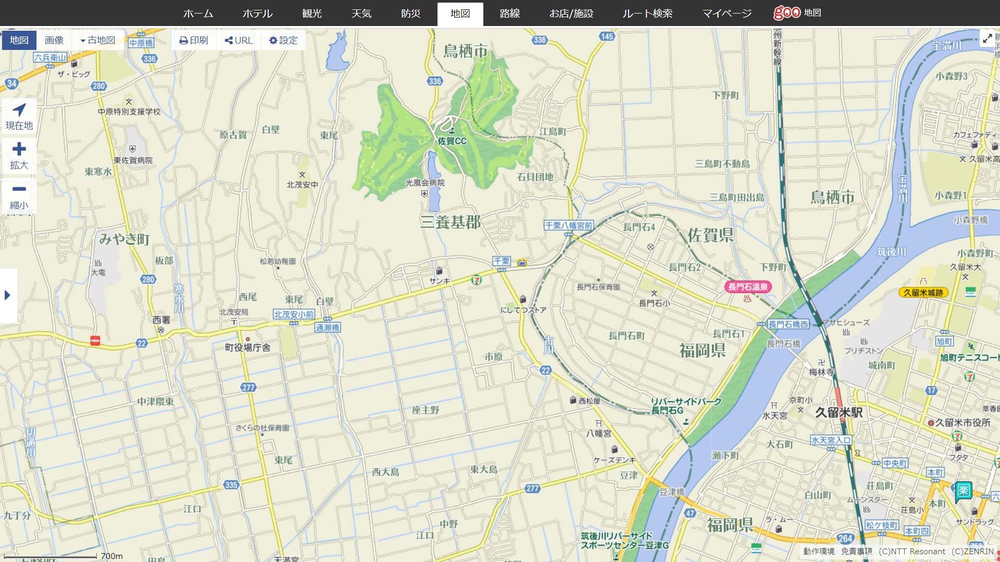 ホーム ホテル 観光 天気 防災 地図 路線 お店/施設 ルート検索 マイページ goo 地図
地図 画像 古地図 印刷 URL 設定
現在地
拡大
縮小
中原橋
六兵衛山
ザ・ビッグ
34
336
280
中原特別支援学校
東佐賀病院
東寒水
原古賀
白壁
東尾
北茂安中
鳥栖市
336
336
145
佐賀CC
光風会病院
江島町
石貝団地
三養基郡
千栗八幡宮前
九州新幹線
下野町
三島町不動島
三島町田出島
鳥栖市
宝満川
宝満川
小森野3
カフェファディ
小森野1
小森野橋
筑後川
小森野町
久留米大
久留米城跡
みやき町
板部
大電
280
寒水川
西署
22
松若幼稚園
西尾
東尾
白壁
北茂安局
北茂安小前
通瀬橋
町役場庁舎
サンキ
千栗
にしてつストア
長門石4
佐賀県
長門石2
下野町
長門石保育園
長門石小
長門石温泉
長門石橋西
長門石町
長門石1
長門石橋
福岡県
古川
市原
22
277
アサヒシューズ
ブリヂストン
城南町
旭町
旭町テニスコート
梅林寺
17
中津隈東
座主野
さくらの杜保育園
切通川
東尾
335
西松屋
八幡宮
ケーズデンキ
リバーサイドパーク
長門石G
水天宮
京町小
久留米駅
久留米市役所
水天宮入口
大石町
瀬下町
中央町
フタタ
本町
西大島
東大島
豆津
277
豆津橋
47
白山町
荘島町
ムーンスター
荘島小
本町
楽
サンドラッグ
江口
九丁分
中野
江口
筑後川リバーサイド
スポーツセンター豆津G
福岡県
ラ・ムー
264
松ケ枝町
本町四
天満宮
700m
動作環境 免責事項 (C)NTT Resonant (C)ZENRIN